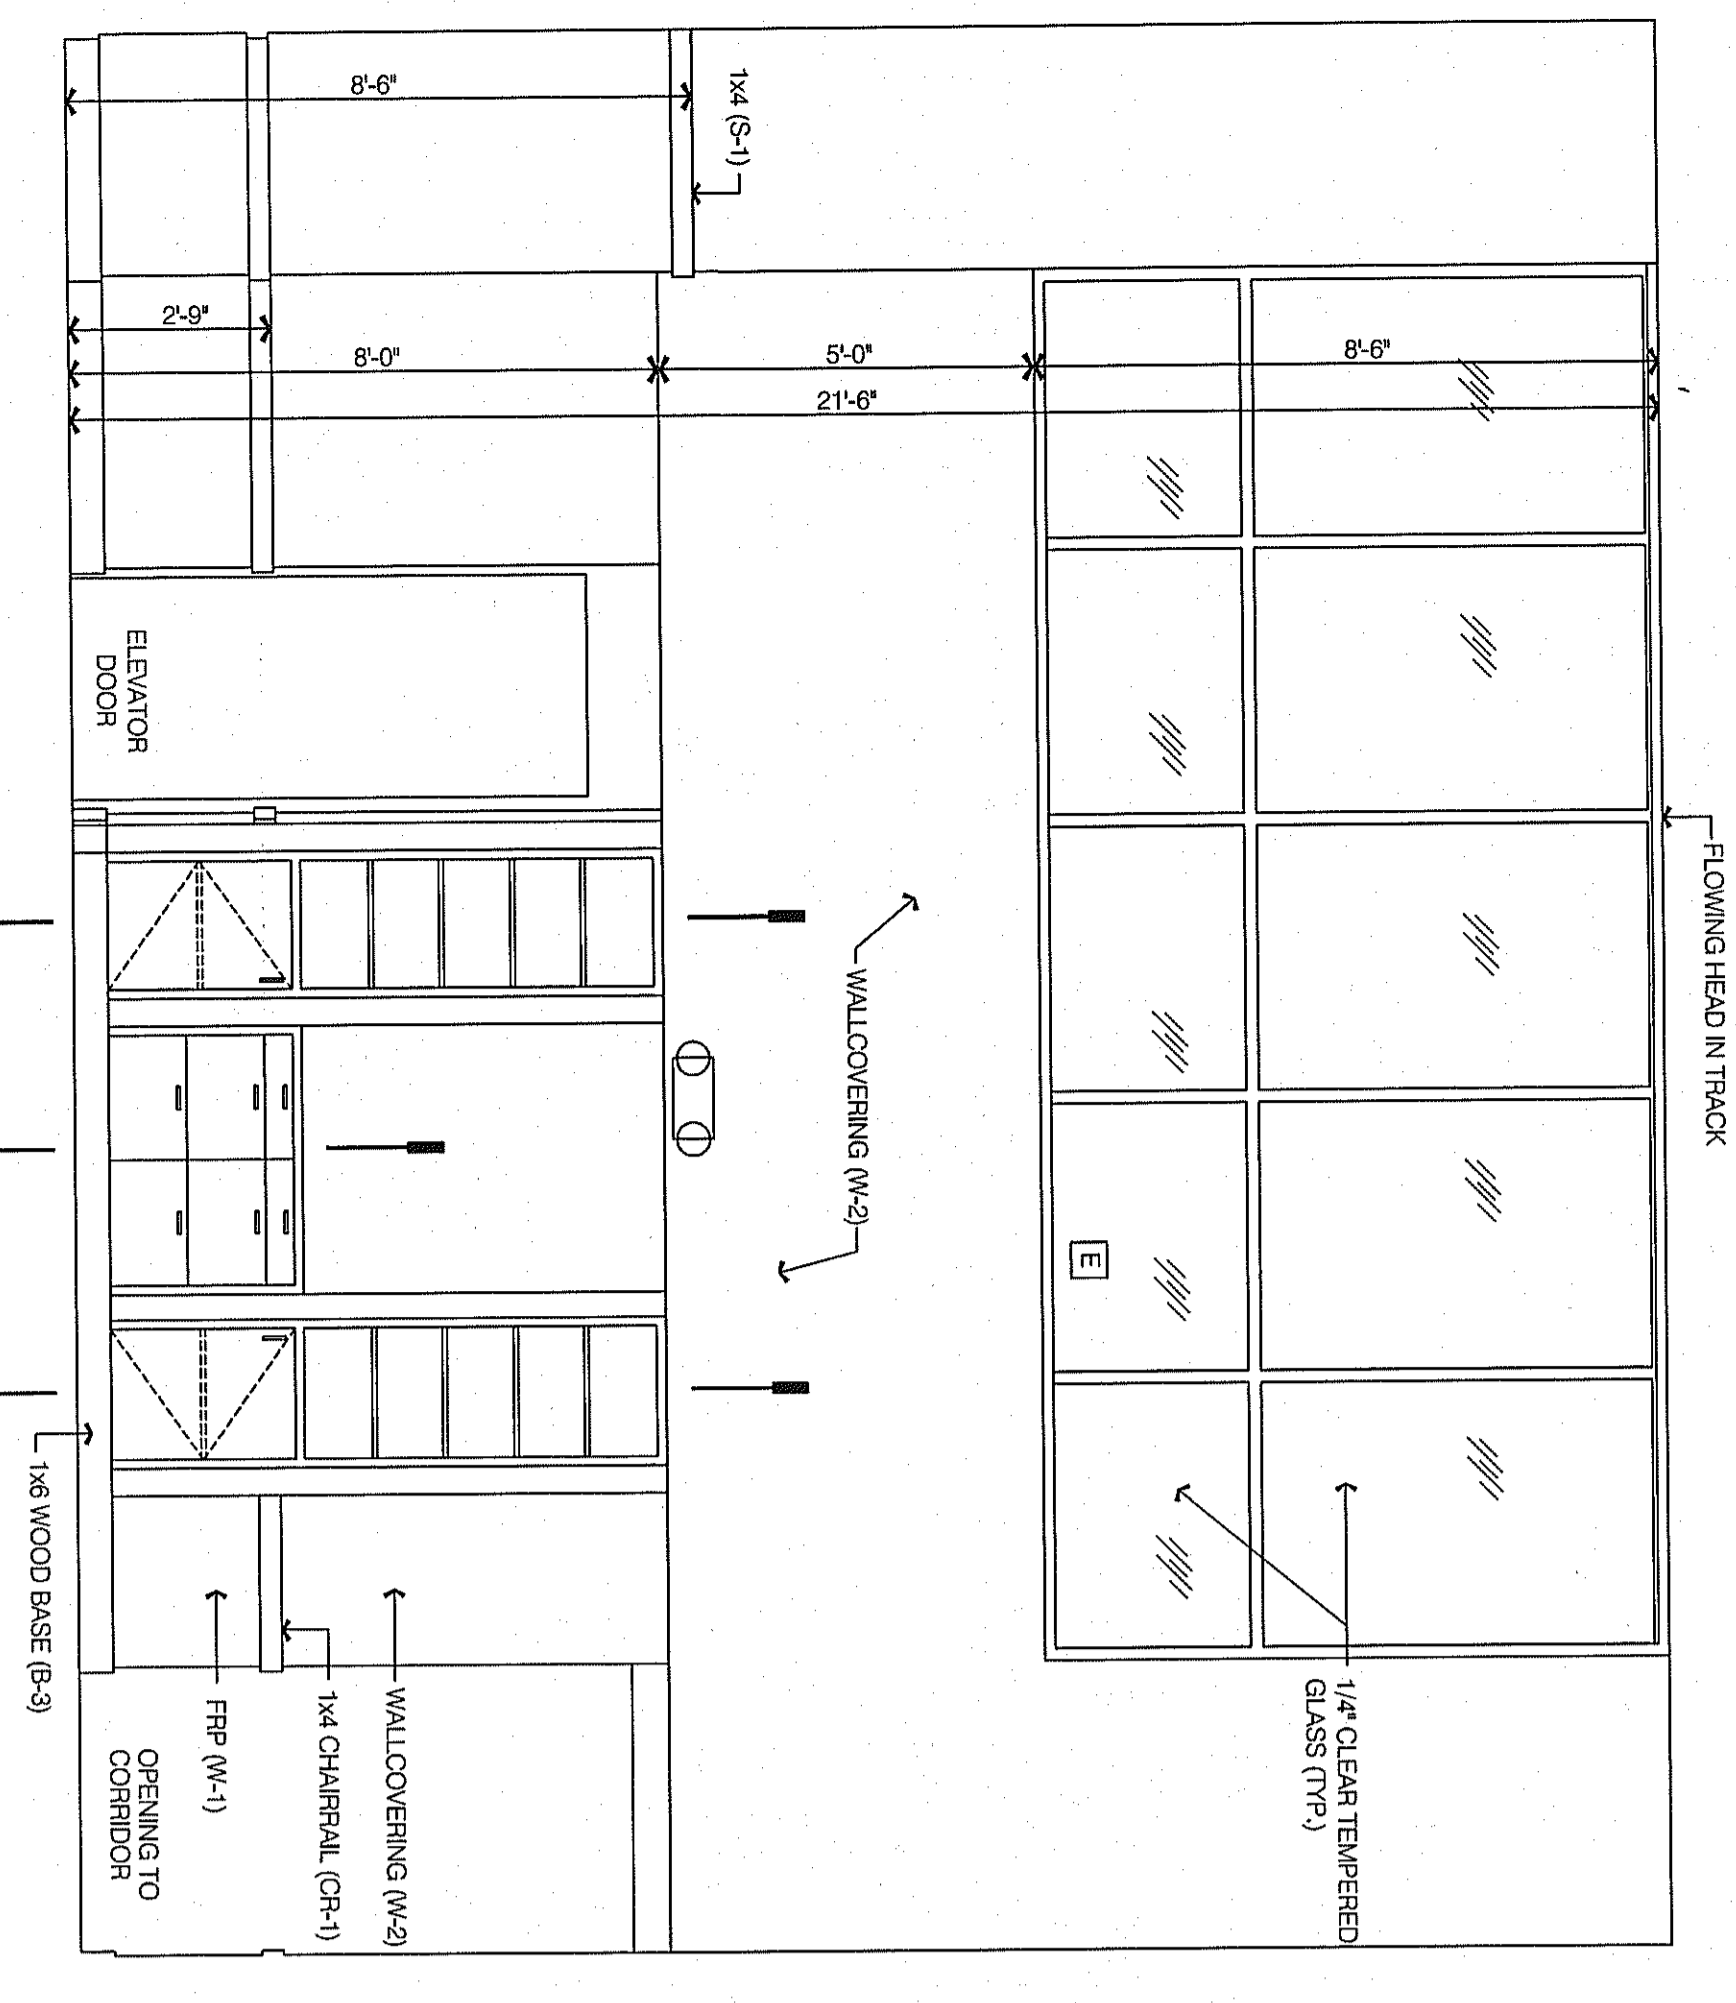 FLOWING HEAD IN TRACK
8'-6"
1/4" CLEAR TEMPERED
GLASS (TYP.)
E
1x4 (S-1)
5'-0"
21'-6"
WALLCOVERING (W-2)
8'-6"
8'-0"
2'-9"
WALLCOVERING (W-2)
1x4 CHAIRRAIL (CR-1)
FRP (W-1)
ELEVATOR
DOOR
OPENING TO
CORRIDOR
1x6 WOOD BASE (B-3)